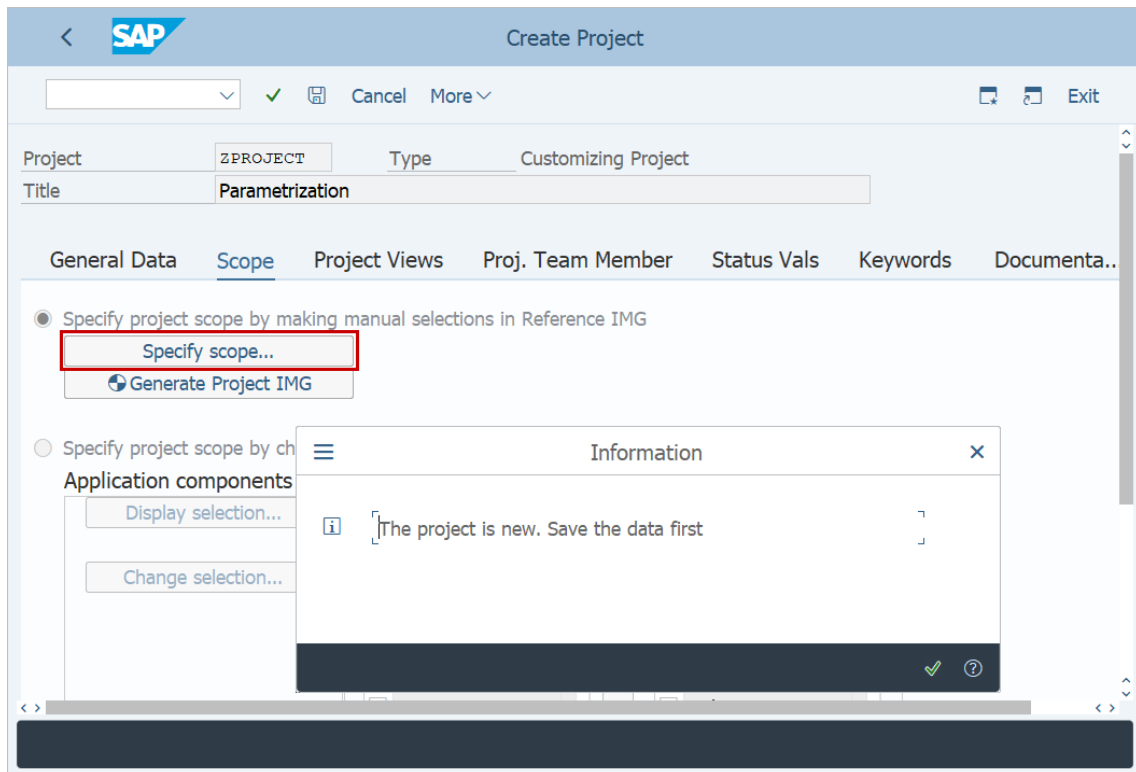 SAP
Create Project
Cancel More Exit
Project ZPROJECT Type Customizing Project
Title Parametrization
General Data Scope Project Views Proj. Team Member Status Vals Keywords Documenta..
Specify project scope by making manual selections in Reference IMG
Specify scope...
Generate Project IMG
Specify project scope by ch
Information
Application components
Display selection...
The project is new. Save the data first
Change selection...